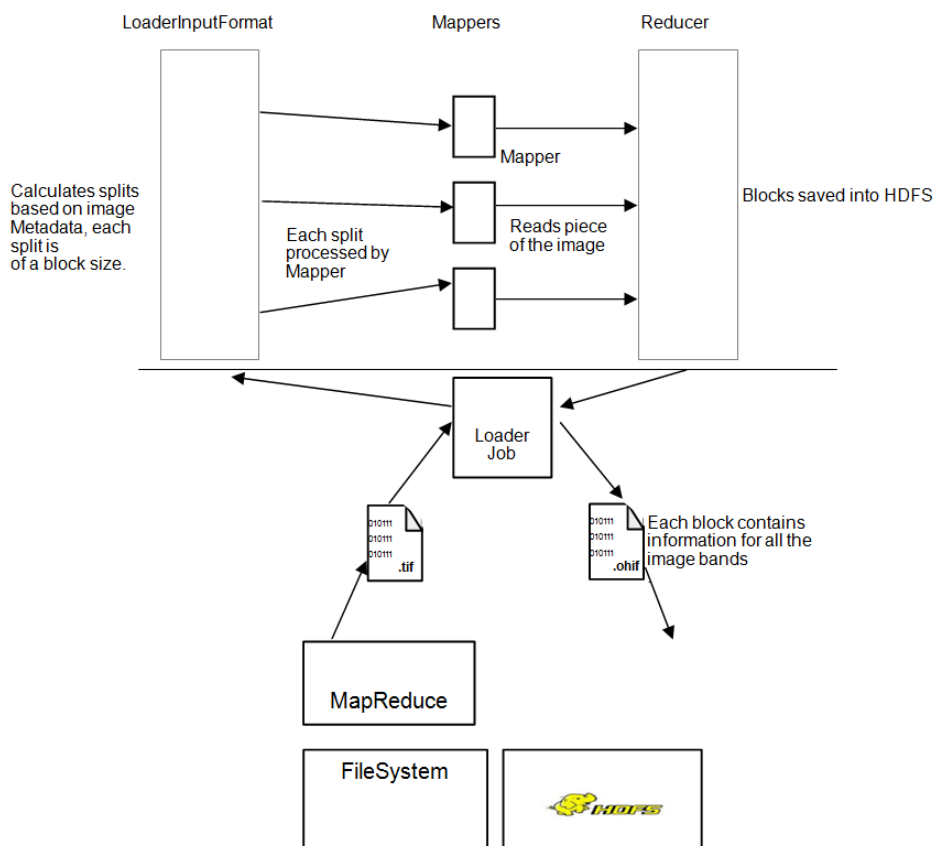 LoaderInputFormat
Mappers
Reducer
Mapper
Calculates splits
based on image
Metadata, each
split is
of a block size.
Each split
processed by
Mapper
Reads piece
of the image
Blocks saved into HDFS
Loader
Job
010111
010111
010111
.tif
010111
010111
010111
.ohif
Each block contains
information for all the
image bands
MapReduce
FileSystem
HDFS